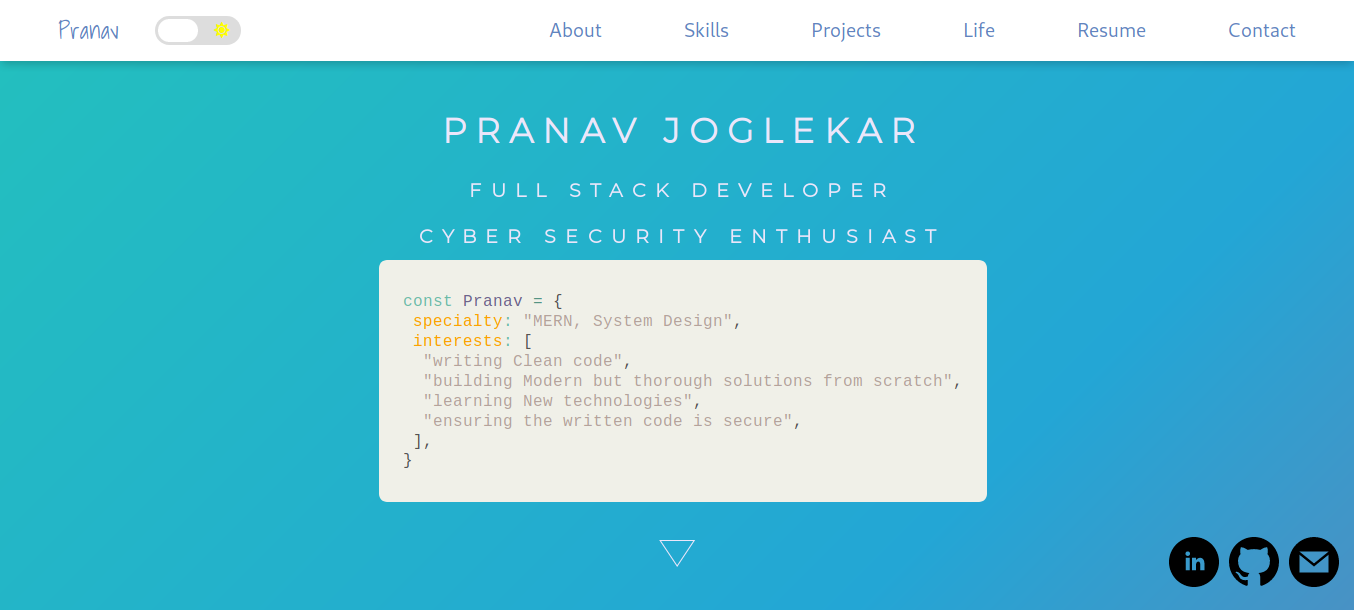 Pranav
About
Skills
Projects
Life
Resume
Contact
PRANAV JOGLEKAR
FULL STACK DEVELOPER
CYBER SECURITY ENTHUSIAST
const Pranav = {
 specialty: "MERN, System Design",
 interests: [
  "writing Clean code",
  "building Modern but thorough solutions from scratch",
  "learning New technologies",
  "ensuring the written code is secure",
 ],
}
in